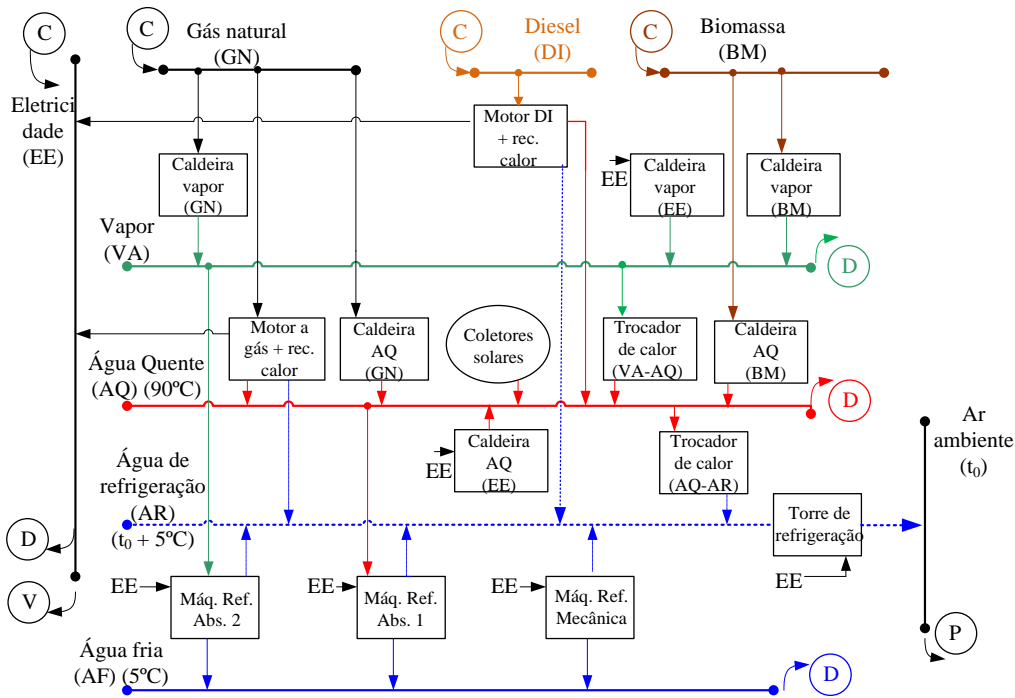 C
C
Gás natural
(GN)
Diesel
(DI)
C
Biomassa
(BM)
C
Eletrici
dade
(EE)
Motor DI
+ rec.
calor
Caldeira
vapor
(GN)
EE
Caldeira
vapor
(EE)
Caldeira
vapor
(BM)
Vapor
(VA)
D
Motor a
gás + rec.
calor
Caldeira
AQ
(GN)
Coletores
solares
Trocador
de calor
(VA-AQ)
Caldeira
AQ
(BM)
Água Quente
(AQ) (90ºC)
D
Ar
ambiente
(t0)
EE
Caldeira
AQ
(EE)
Trocador
de calor
(AQ-AR)
Água de
refrigeração
(AR)
(t0 + 5ºC)
Torre de
refrigeração
EE
D
V
EE
Máq. Ref.
Abs. 2
EE
Máq. Ref.
Abs. 1
EE
Máq. Ref.
Mecânica
P
Água fria
(AF) (5ºC)
D